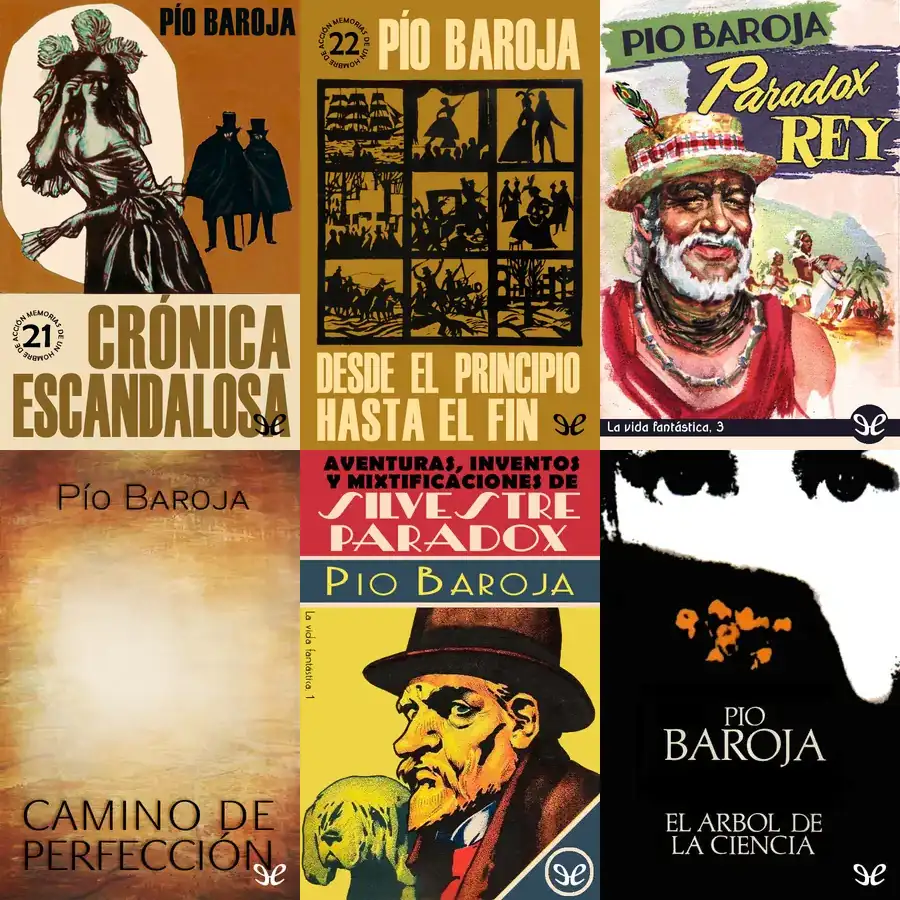 PÍO BAROJA
21
MEMORIAS DE UN HOMBRE DE ACCIÓN
CRÓNICA
ESCANDALOSA
22
MEMORIAS DE UN HOMBRE DE ACCIÓN
PÍO BAROJA
DESDE EL PRINCIPIO
HASTA EL FIN
PIO BAROJA
Paradox
REY
La vida fantástica, 3
Pío Baroja
CAMINO DE
PERFECCIÓN
AVENTURAS, INVENTOS
Y MIXTIFICACIONES DE
SILVESTRE
PARADOX
PIO BAROJA
La vida fantástica 1
PIO
BAROJA
EL ARBOL DE
LA CIENCIA